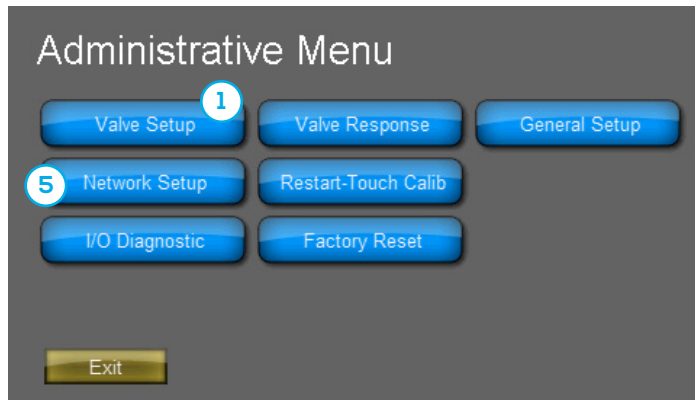 Administrative Menu
1
Valve Setup Valve Response General Setup
5 Network Setup Restart-Touch Calib
I/O Diagnostic Factory Reset
Exit